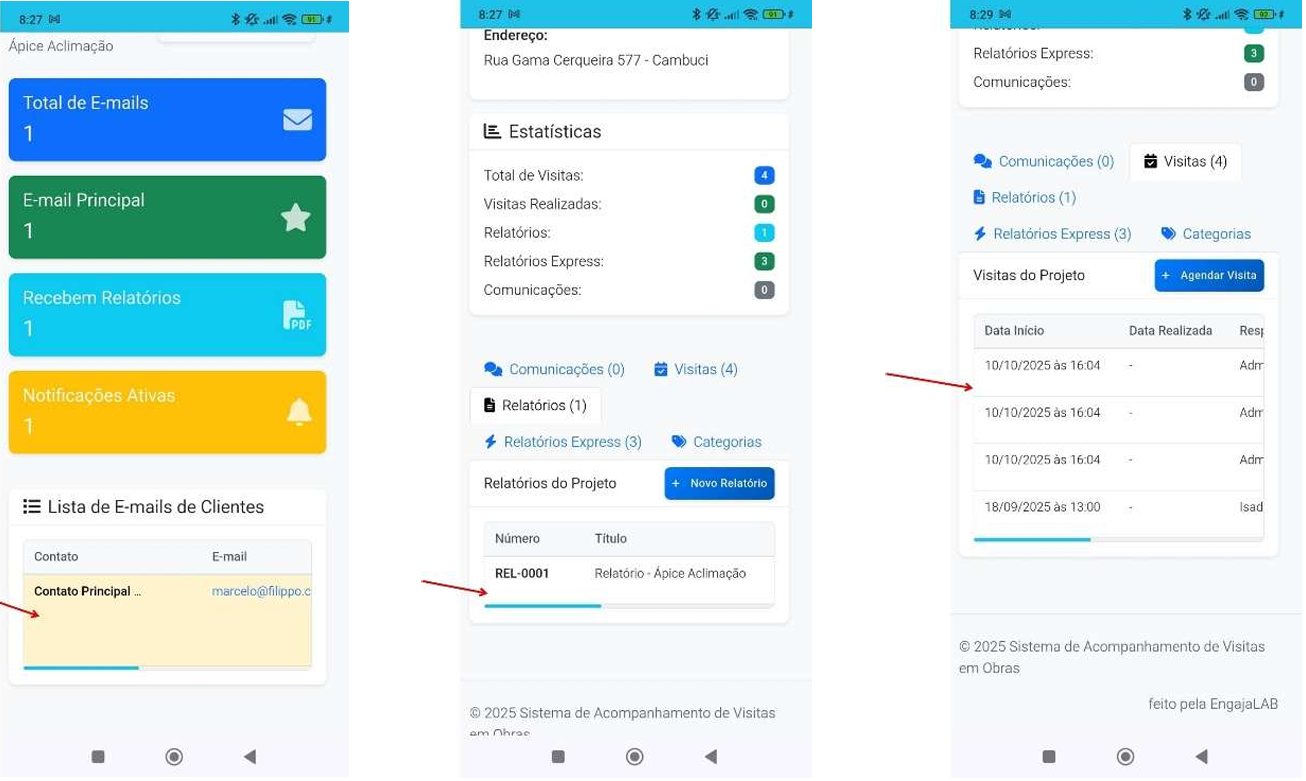 8:27
91
Ápice Aclimação
Total de E-mails
1
E-mail Principal
1
Recebem Relatórios
1
PDF
Notificações Ativas
1
Lista de E-mails de Clientes
Contato E-mail
Contato Principal ... marcelo@filippo.c
8:27
91
Endereço:
Rua Gama Cerqueira 577 - Cambuci
Estatísticas
Total de Visitas: 4
Visitas Realizadas: 0
Relatórios: 1
Relatórios Express: 3
Comunicações: 0
Comunicações (0) Visitas (4)
Relatórios (1)
Relatórios Express (3) Categorias
Relatórios do Projeto + Novo Relatório
Número Título
REL-0001 Relatório - Ápice Aclimação
© 2025 Sistema de Acompanhamento de Visitas
em Obras
8:29
92
Relatórios Express: 3
Comunicações: 0
Comunicações (0) Visitas (4)
Relatórios (1)
Relatórios Express (3) Categorias
Visitas do Projeto + Agendar Visita
Data Início Data Realizada Resp
10/10/2025 às 16:04 - Adm
10/10/2025 às 16:04 - Adm
10/10/2025 às 16:04 - Adm
18/09/2025 às 13:00 - Isad
© 2025 Sistema de Acompanhamento de Visitas
em Obras
feito pela EngajaLAB